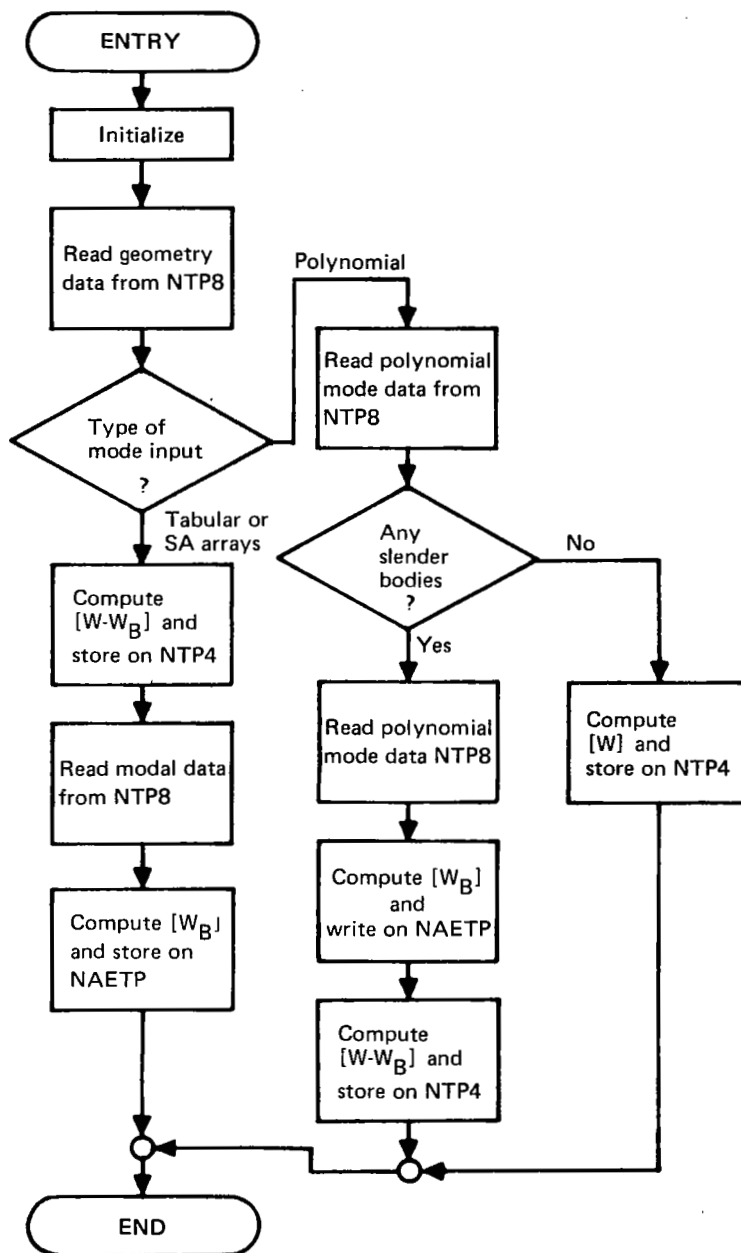 ENTRY
Initialize
Read geometry
data from NTP8
Type of
mode input
?
Polynomial
Read polynomial
mode data from
NTP8
Tabular or
SA arrays
Any
slender
bodies
?
No
Yes
Compute
[W-W_B] and
store on NTP4
Read modal data
from NTP8
Compute [W_B]
and store on
NAETP
Read polynomial
mode data NTP8
Compute [W_B]
and
write on NAETP
Compute
[W-W_B] and
store on NTP4
Compute
[W] and
store on NTP4
END